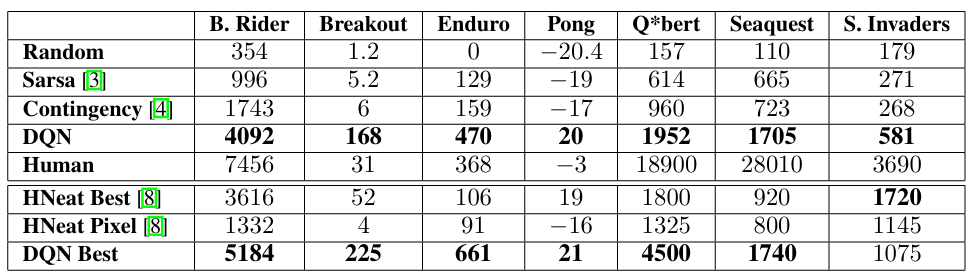 B. Rider Breakout Enduro Pong Q*bert Seaquest S. Invaders
Random 354 1.2 0 −20.4 157 110 179
Sarsa [3] 996 5.2 129 −19 614 665 271
Contingency [4] 1743 6 159 −17 960 723 268
DQN 4092 168 470 20 1952 1705 581
Human 7456 31 368 −3 18900 28010 3690
HNeat Best [8] 3616 52 106 19 1800 920 1720
HNeat Pixel [8] 1332 4 91 −16 1325 800 1145
DQN Best 5184 225 661 21 4500 1740 1075